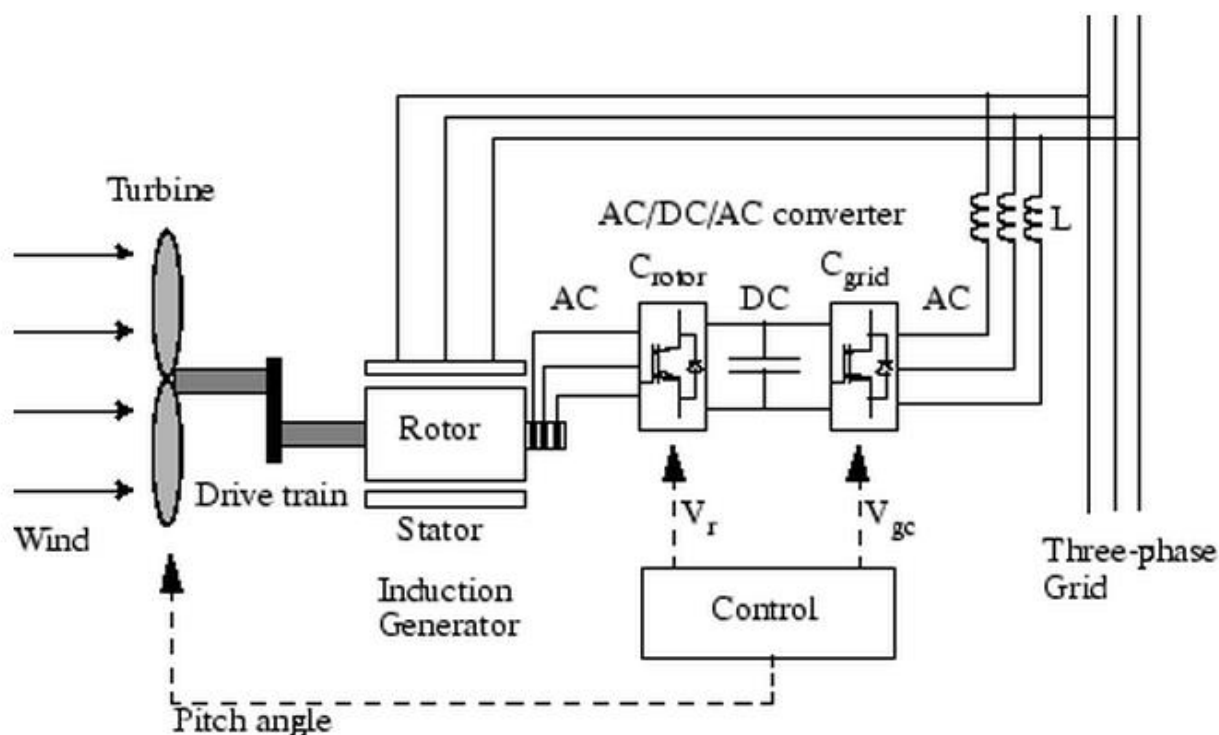 Turbine
AC/DC/AC converter
L
C_rotor
C_grid
AC
DC
AC
Rotor
Drive train
Stator
Wind
V_r
V_gc
Three-phase
Grid
Induction
Generator
Control
Pitch angle